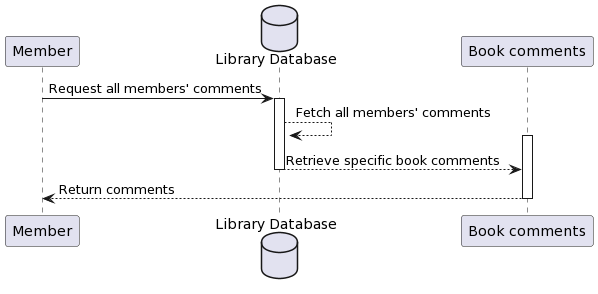 Member
Library Database
Book comments
Request all members' comments
Fetch all members' comments
Retrieve specific book comments
Return comments
Member
Library Database
Book comments